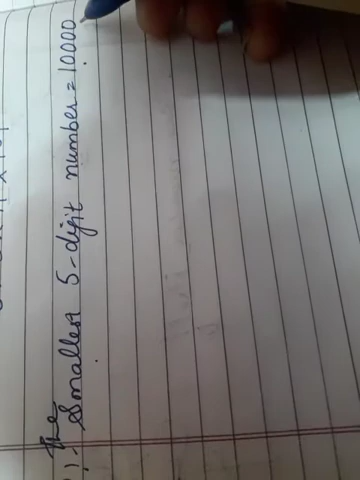 The
Smallest 5-digit number = 10000.